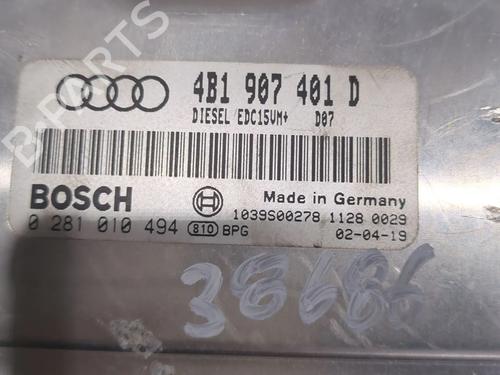 4B1 907 401 D
DIESEL EDC15VM+ D07
BOSCH
Made in Germany
0 281 010 494 810 BPG
1039S00278 1128 0029
02-04-19
B-PARTS